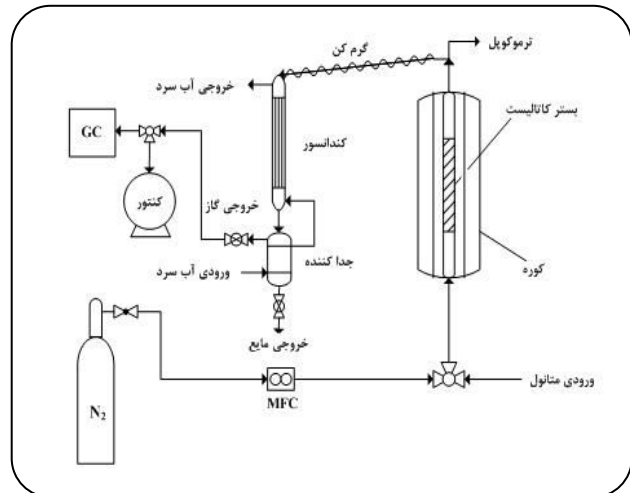 ترموکوپل
گرم کن
خروجی آب سرد
بستر کاتالیست
GC
کندانسور
کنتور
خروجی گاز
جدا کننده
کوره
ورودی آب سرد
خروجی مایع
N2
MFC
ورودی متانول